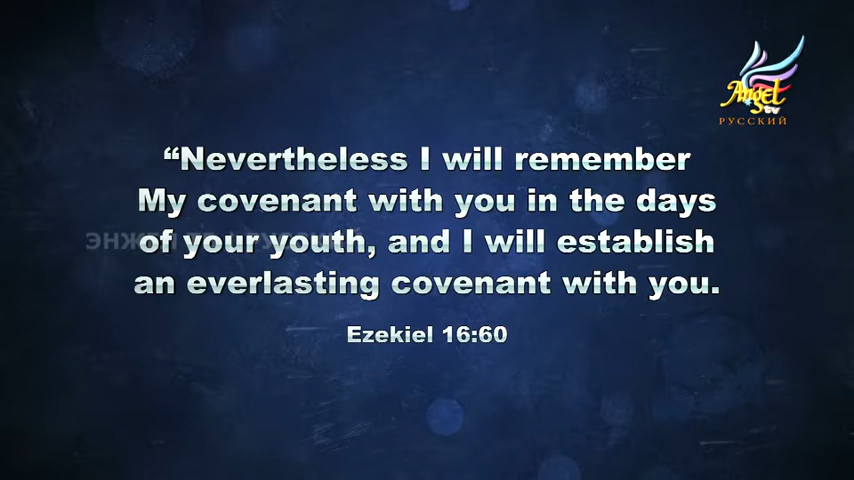 Angel
tv
РУССКИЙ
“Nevertheless I will remember
My covenant with you in the days
of your youth, and I will establish
an everlasting covenant with you.
Ezekiel 16:60